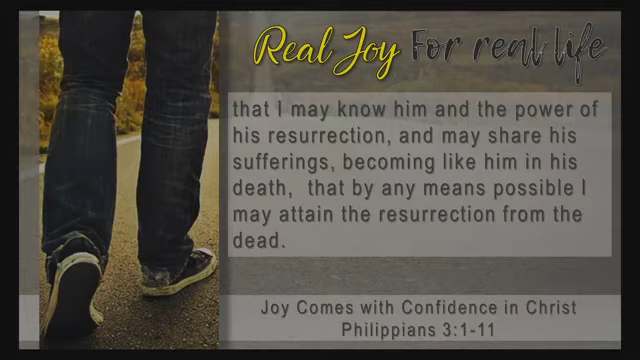 Real Joy For real life
that I may know him and the power of
his resurrection, and may share his
sufferings, becoming like him in his
death,  that by any means possible I
may attain the resurrection from the
dead.
Joy Comes with Confidence in Christ
Philippians 3:1-11